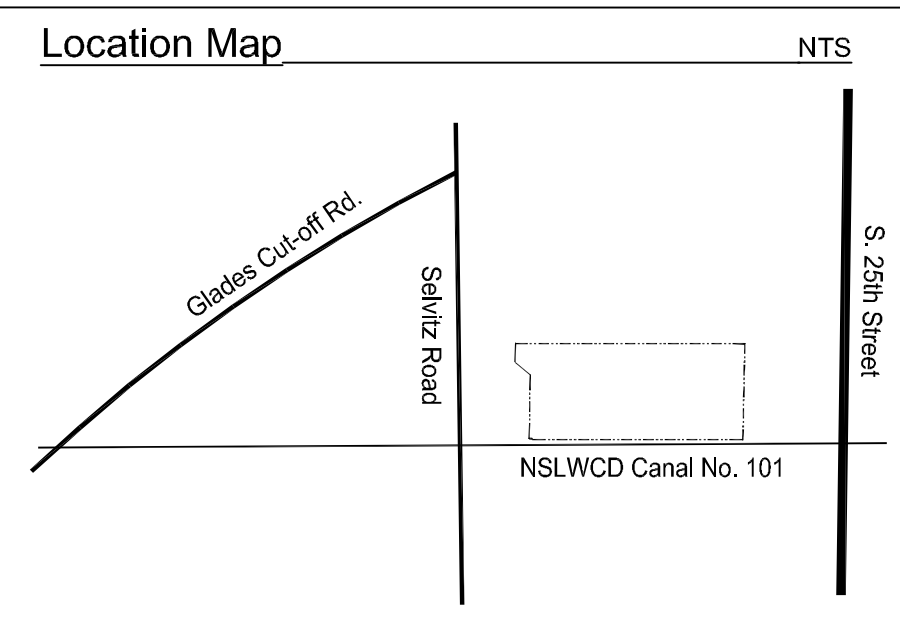 Location Map
NTS
Glades Cut-off Rd.
Selvitz Road
S. 25th Street
NSLWCD Canal No. 101